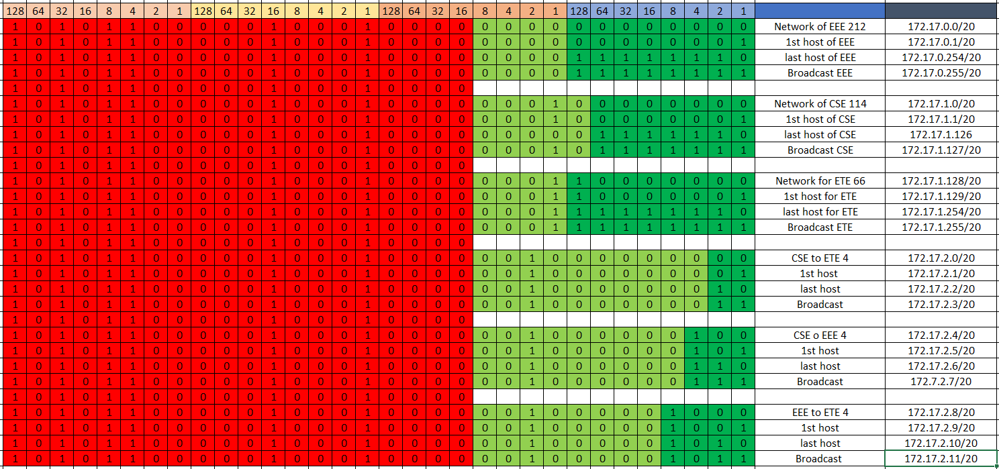 128 64 32 16 8 4 2 1 128 64 32 16 8 4 2 1 128 64 32 16 8 4 2 1 128 64 32 16 8 4 2 1
1 0 1 0 1 1 0 0 0 0 0 1 0 0 0 1 0 0 0 0 0 0 0 0 0 0 0 0 0 0 0 0 Network of EEE 212 172.17.0.0/20
1 0 1 0 1 1 0 0 0 0 0 1 0 0 0 1 0 0 0 0 0 0 0 0 0 0 0 0 0 0 0 1 1st host of EEE 172.17.0.1/20
1 0 1 0 1 1 0 0 0 0 0 1 0 0 0 1 0 0 0 0 0 0 0 0 1 1 1 1 1 1 1 0 last host of EEE 172.17.0.254/20
1 0 1 0 1 1 0 0 0 0 0 1 0 0 0 1 0 0 0 0 0 0 0 0 1 1 1 1 1 1 1 1 Broadcast EEE 172.17.0.255/20
1 0 1 0 1 1 0 0 0 0 0 1 0 0 0 1 0 0 0 0
1 0 1 0 1 1 0 0 0 0 0 1 0 0 0 1 0 0 0 0 0 0 0 1 0 0 0 0 0 0 0 0 Network of CSE 114 172.17.1.0/20
1 0 1 0 1 1 0 0 0 0 0 1 0 0 0 1 0 0 0 0 0 0 0 1 0 0 0 0 0 0 0 1 1st host of CSE 172.17.1.1/20
1 0 1 0 1 1 0 0 0 0 0 1 0 0 0 1 0 0 0 0 0 0 0 0 0 1 1 1 1 1 1 0 last host of CSE 172.17.1.126
1 0 1 0 1 1 0 0 0 0 0 1 0 0 0 1 0 0 0 0 0 0 0 1 0 1 1 1 1 1 1 1 Broadcast CSE 172.17.1.127/20
1 0 1 0 1 1 0 0 0 0 0 1 0 0 0 1 0 0 0 0
1 0 1 0 1 1 0 0 0 0 0 1 0 0 0 1 0 0 0 0 0 0 0 1 1 0 0 0 0 0 0 0 Network for ETE 66 172.17.1.128/20
1 0 1 0 1 1 0 0 0 0 0 1 0 0 0 1 0 0 0 0 0 0 0 1 1 0 0 0 0 0 0 1 1st host for ETE 172.17.1.129/20
1 0 1 0 1 1 0 0 0 0 0 1 0 0 0 1 0 0 0 0 0 0 0 1 1 1 1 1 1 1 1 0 last host for ETE 172.17.1.254/20
1 0 1 0 1 1 0 0 0 0 0 1 0 0 0 1 0 0 0 0 0 0 0 1 1 1 1 1 1 1 1 1 Broadcast ETE 172.17.1.255/20
1 0 1 0 1 1 0 0 0 0 0 1 0 0 0 1 0 0 0 0
1 0 1 0 1 1 0 0 0 0 0 1 0 0 0 1 0 0 0 0 0 0 1 0 0 0 0 0 0 0 0 0 CSE to ETE 4 172.17.2.0/20
1 0 1 0 1 1 0 0 0 0 0 1 0 0 0 1 0 0 0 0 0 0 1 0 0 0 0 0 0 0 0 1 1st host 172.17.2.1/20
1 0 1 0 1 1 0 0 0 0 0 1 0 0 0 1 0 0 0 0 0 0 1 0 0 0 0 0 0 0 1 0 last host 172.17.2.2/20
1 0 1 0 1 1 0 0 0 0 0 1 0 0 0 1 0 0 0 0 0 0 1 0 0 0 0 0 0 0 1 1 Broadcast 172.17.2.3/20
1 0 1 0 1 1 0 0 0 0 0 1 0 0 0 1 0 0 0 0
1 0 1 0 1 1 0 0 0 0 0 1 0 0 0 1 0 0 0 0 0 0 1 0 0 0 0 0 0 1 0 0 CSE o EEE 4 172.17.2.4/20
1 0 1 0 1 1 0 0 0 0 0 1 0 0 0 1 0 0 0 0 0 0 1 0 0 0 0 0 0 1 0 1 1st host 172.17.2.5/20
1 0 1 0 1 1 0 0 0 0 0 1 0 0 0 1 0 0 0 0 0 0 1 0 0 0 0 0 0 1 1 0 last host 172.17.2.6/20
1 0 1 0 1 1 0 0 0 0 0 1 0 0 0 1 0 0 0 0 0 0 1 0 0 0 0 0 0 1 1 1 Broadcast 172.7.2.7/20
1 0 1 0 1 1 0 0 0 0 0 1 0 0 0 1 0 0 0 0
1 0 1 0 1 1 0 0 0 0 0 1 0 0 0 1 0 0 0 0 0 0 1 0 0 0 0 0 1 0 0 0 EEE to ETE 4 172.17.2.8/20
1 0 1 0 1 1 0 0 0 0 0 1 0 0 0 1 0 0 0 0 0 0 1 0 0 0 0 0 1 0 0 1 1st host 172.17.2.9/20
1 0 1 0 1 1 0 0 0 0 0 1 0 0 0 1 0 0 0 0 0 0 1 0 0 0 0 0 1 0 1 0 last host 172.17.2.10/20
1 0 1 0 1 1 0 0 0 0 0 1 0 0 0 1 0 0 0 0 0 0 1 0 0 0 0 0 1 0 1 1 Broadcast 172.17.2.11/20